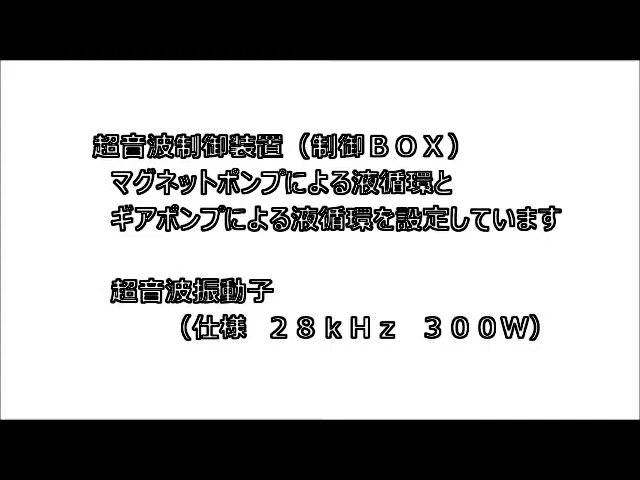 超音波制御装置（制御ＢＯＸ）
マグネットポンプによる液循環と
ギアポンプによる液循環を設定しています
超音波振動子
（仕様　２８ｋＨｚ　３００Ｗ）